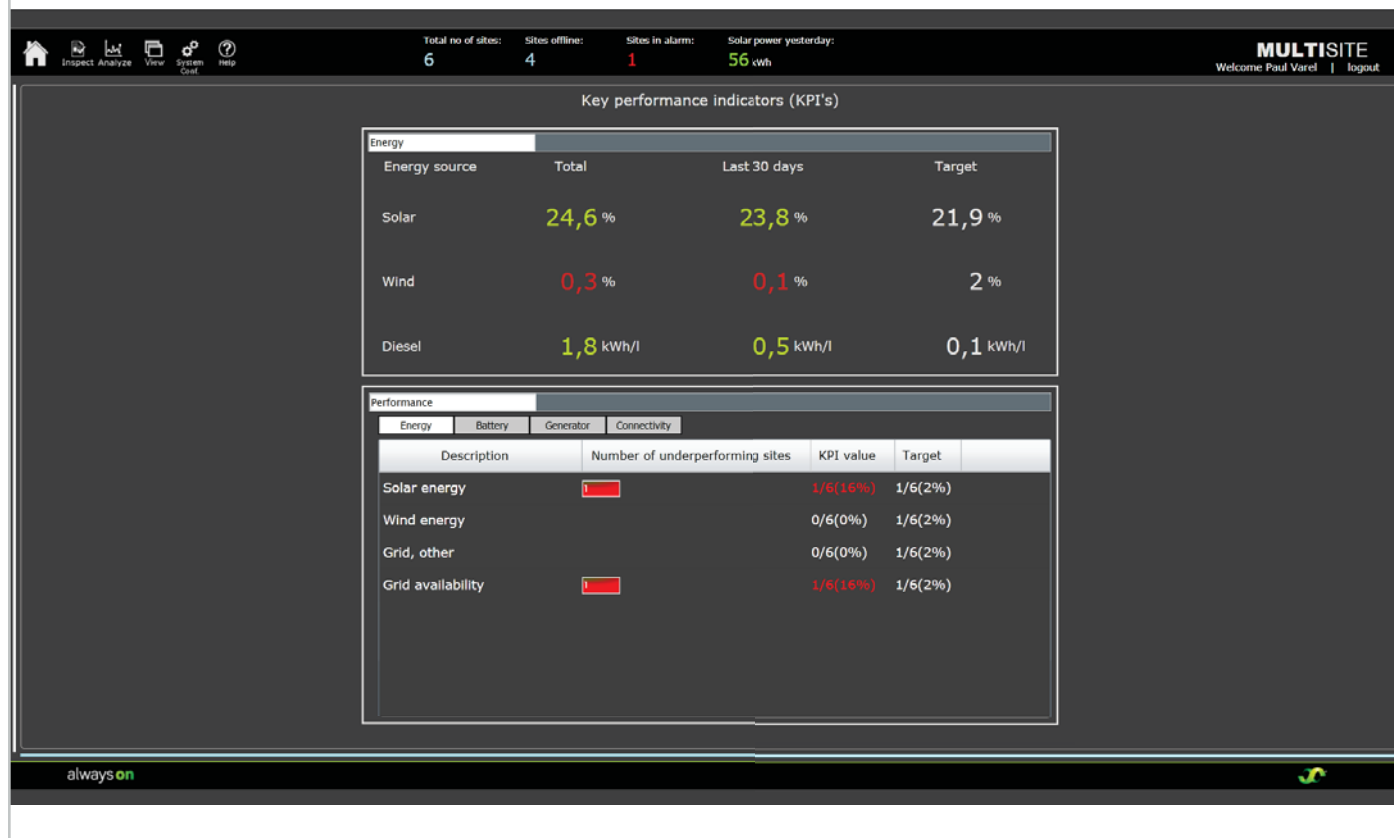 Total no of sites: Sites offline: Sites in alarm: Solar power yesterday:
6 4 1 56 kWh
Inspect Analyze View System Conf. Help
MULTISITE
Welcome Paul Varel | logout
Key performance indicators (KPI's)
Energy
Energy source Total Last 30 days Target
Solar 24,6 % 23,8 % 21,9 %
Wind 0,3 % 0,1 % 2 %
Diesel 1,8 kWh/l 0,5 kWh/l 0,1 kWh/l
Performance
Energy Battery Generator Connectivity
Description Number of underperforming sites KPI value Target
Solar energy 1 1/6(16%) 1/6(2%)
Wind energy 0/6(0%) 1/6(2%)
Grid, other 0/6(0%) 1/6(2%)
Grid availability 1 1/6(16%) 1/6(2%)
always on